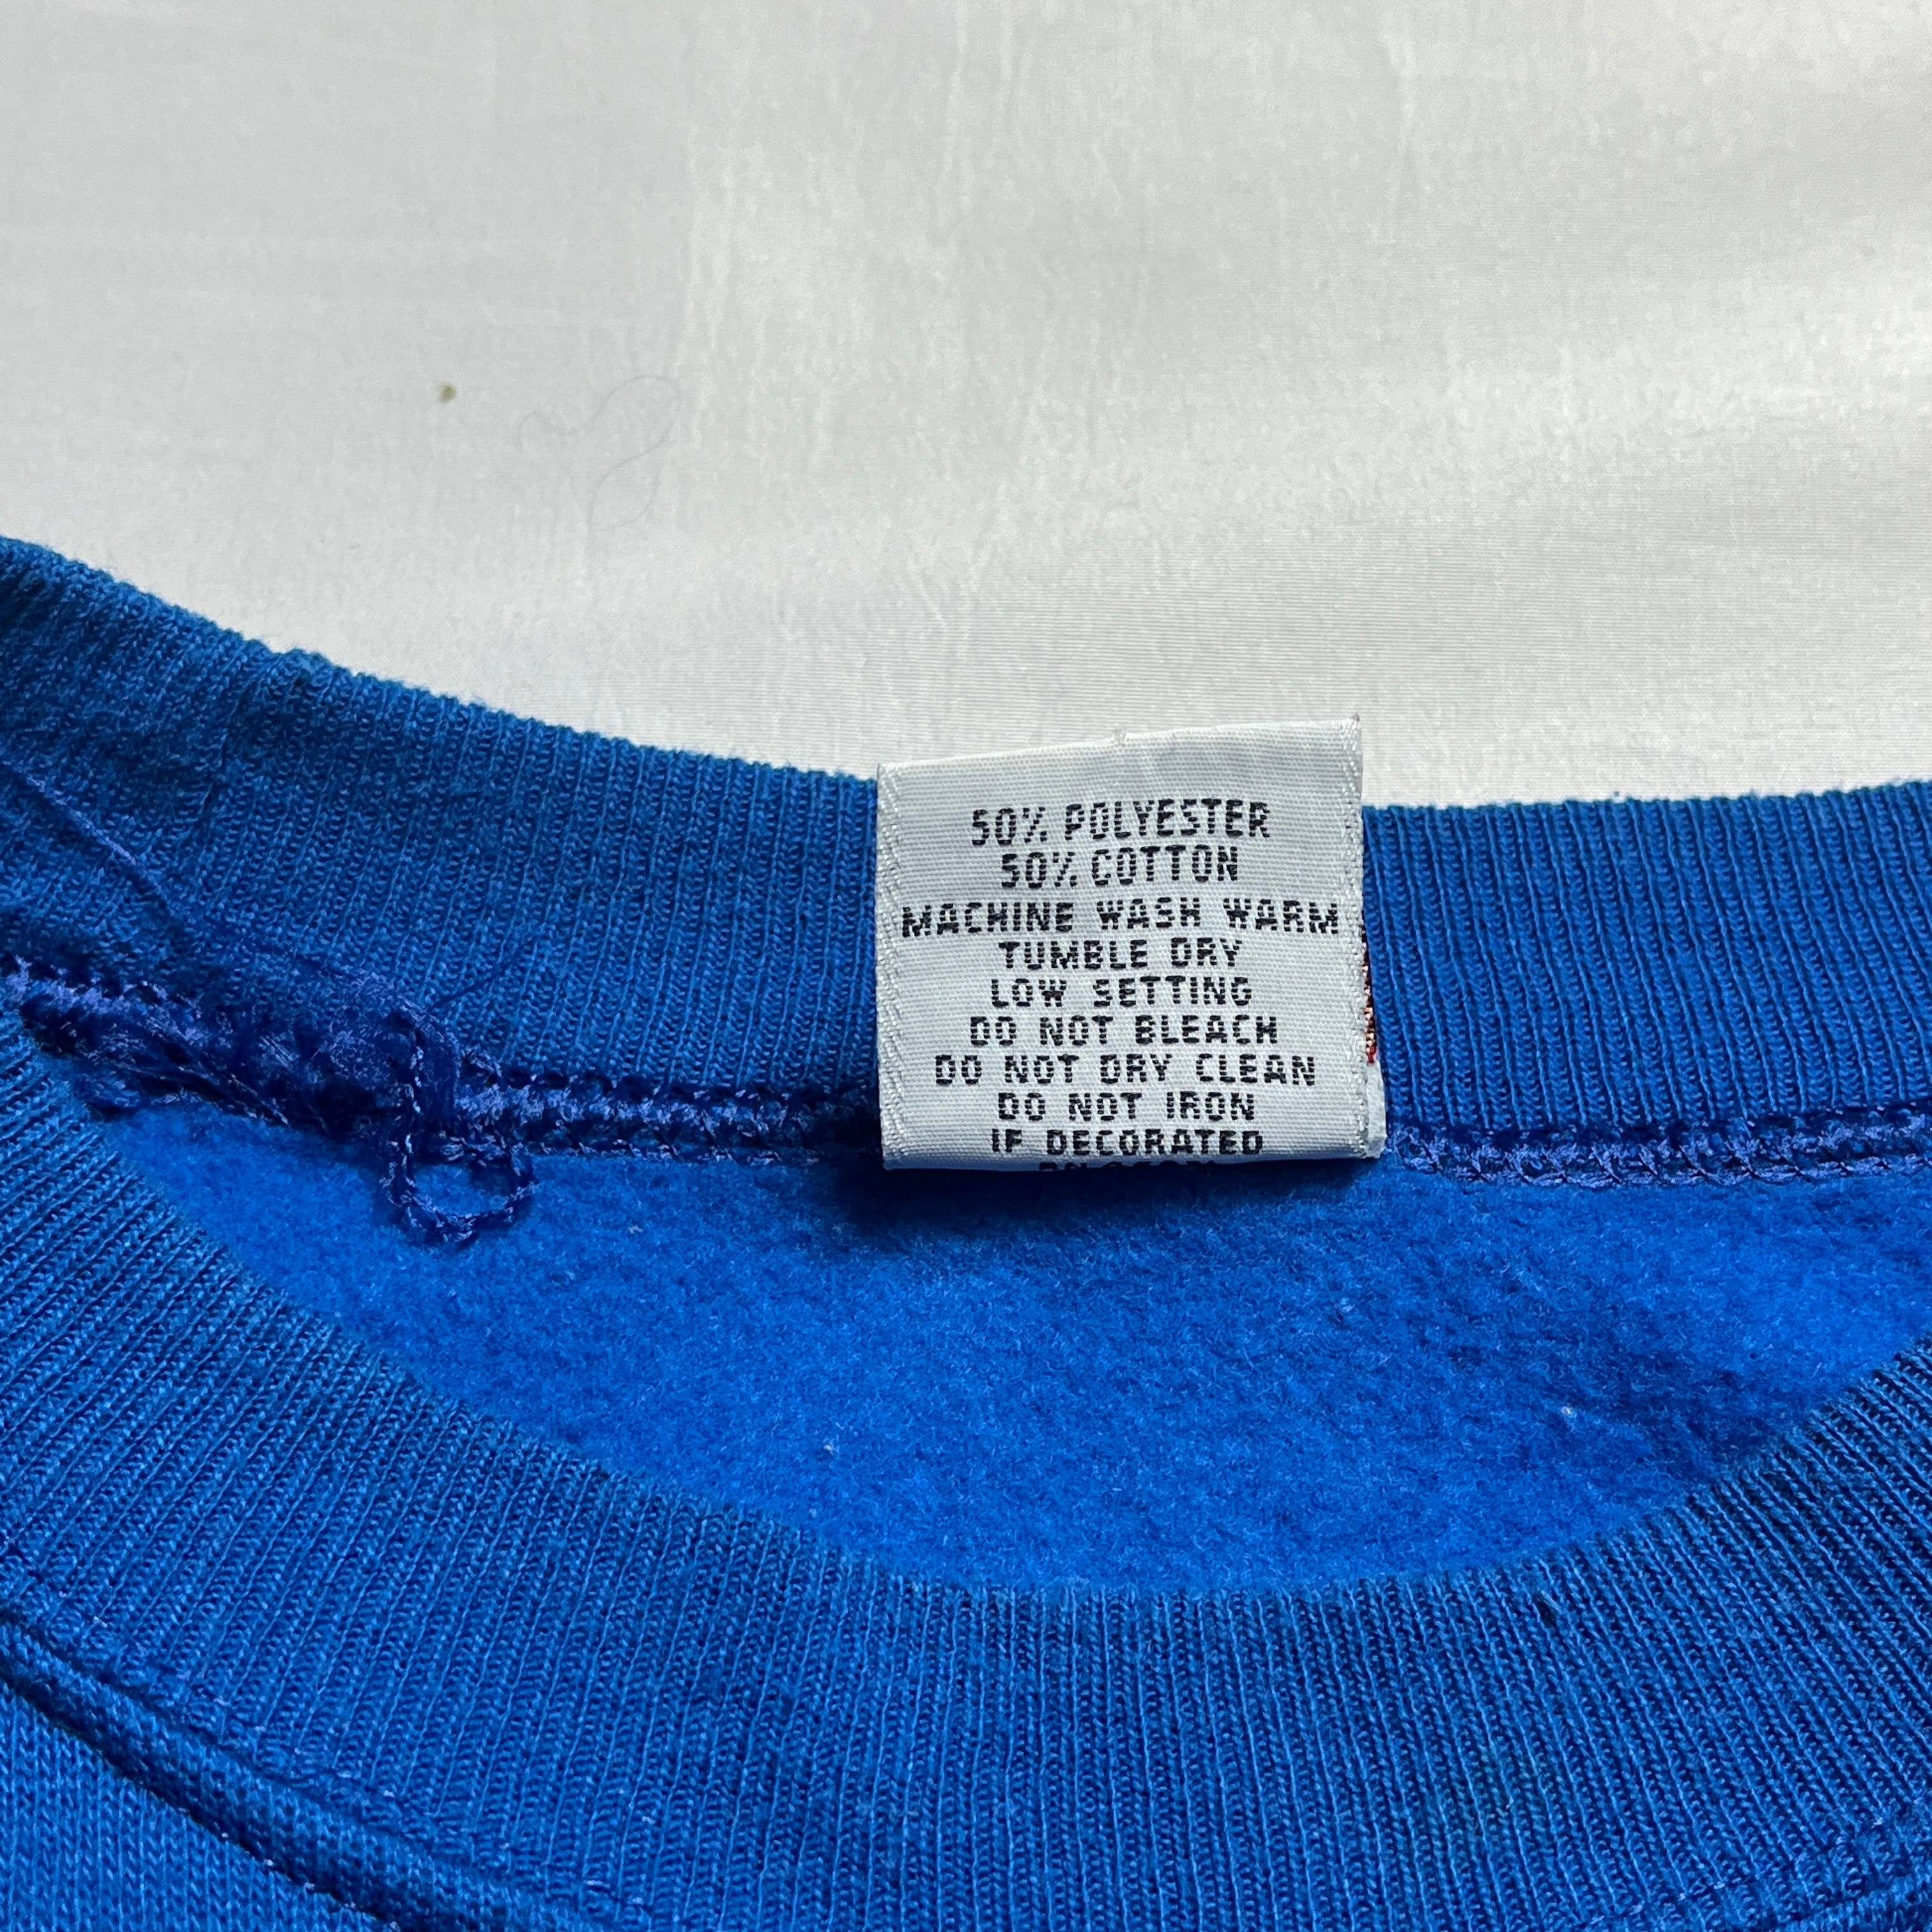 50% POLYESTER
50% COTTON
MACHINE WASH WARM
TUMBLE DRY
LOW SETTING
DO NOT BLEACH
DO NOT DRY CLEAN
DO NOT IRON
IF DECORATED